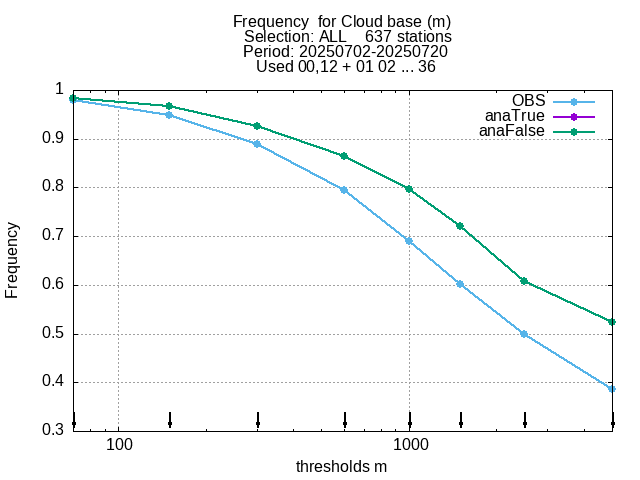 Frequency  for Cloud base (m)
Selection: ALL    637 stations
Period: 20250702-20250720
Used 00,12 + 01 02 ... 36
OBS
anaTrue
anaFalse
1
0.9
0.8
0.7
0.6
0.5
0.4
0.3
Frequency
100
1000
thresholds m